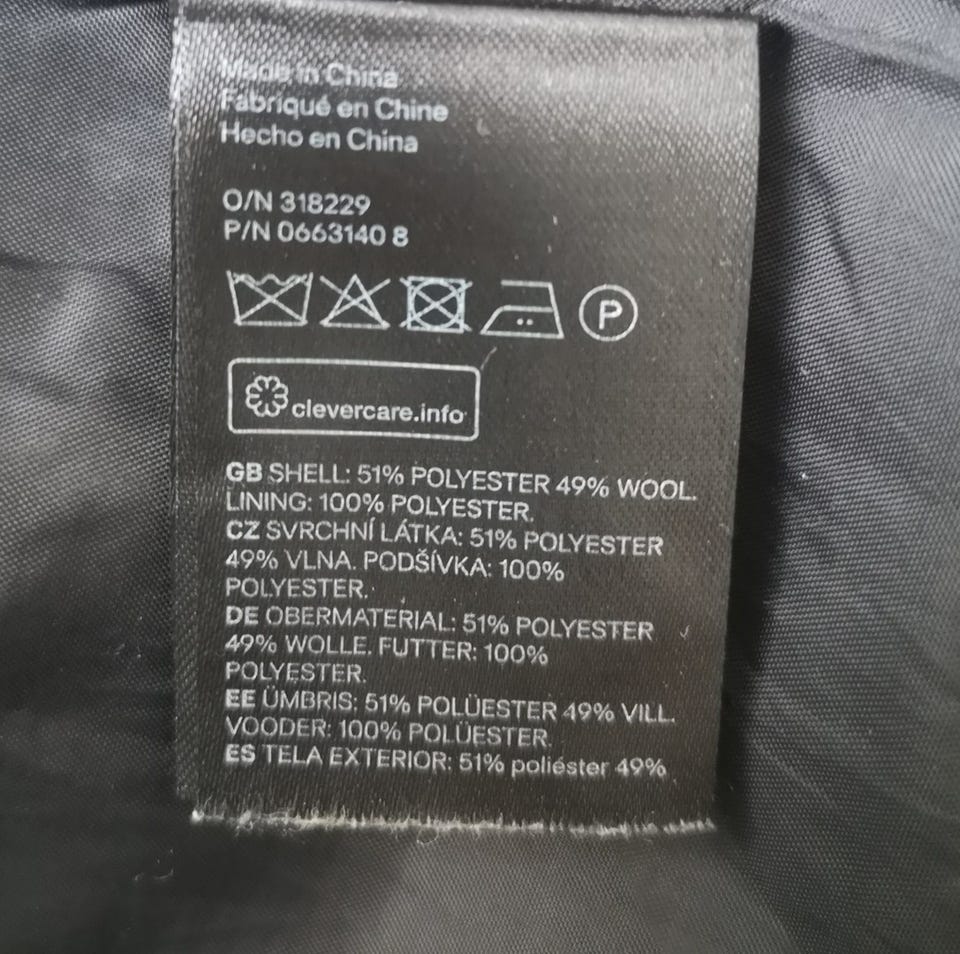 Made in China
Fabriqué en Chine
Hecho en China
O/N 318229
P/N 0663140 8
P
clevercare.info
GB SHELL: 51% POLYESTER 49% WOOL.
LINING: 100% POLYESTER.
CZ SVRCHNÍ LÁTKA: 51% POLYESTER
49% VLNA. PODŠÍVKA: 100%
POLYESTER.
DE OBERMATERIAL: 51% POLYESTER
49% WOLLE. FUTTER: 100%
POLYESTER.
EE ÜMBRIS: 51% POLÜESTER 49% VILL.
VOODER: 100% POLÜESTER.
ES TELA EXTERIOR: 51% poliéster 49%